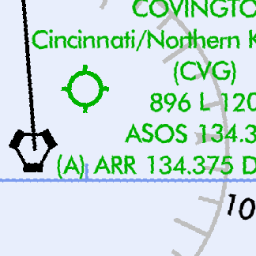 COVINGTO
Cincinnati/Northern K
(CVG)
896 L 120
ASOS 134.3
(A) ARR 134.375 D
10